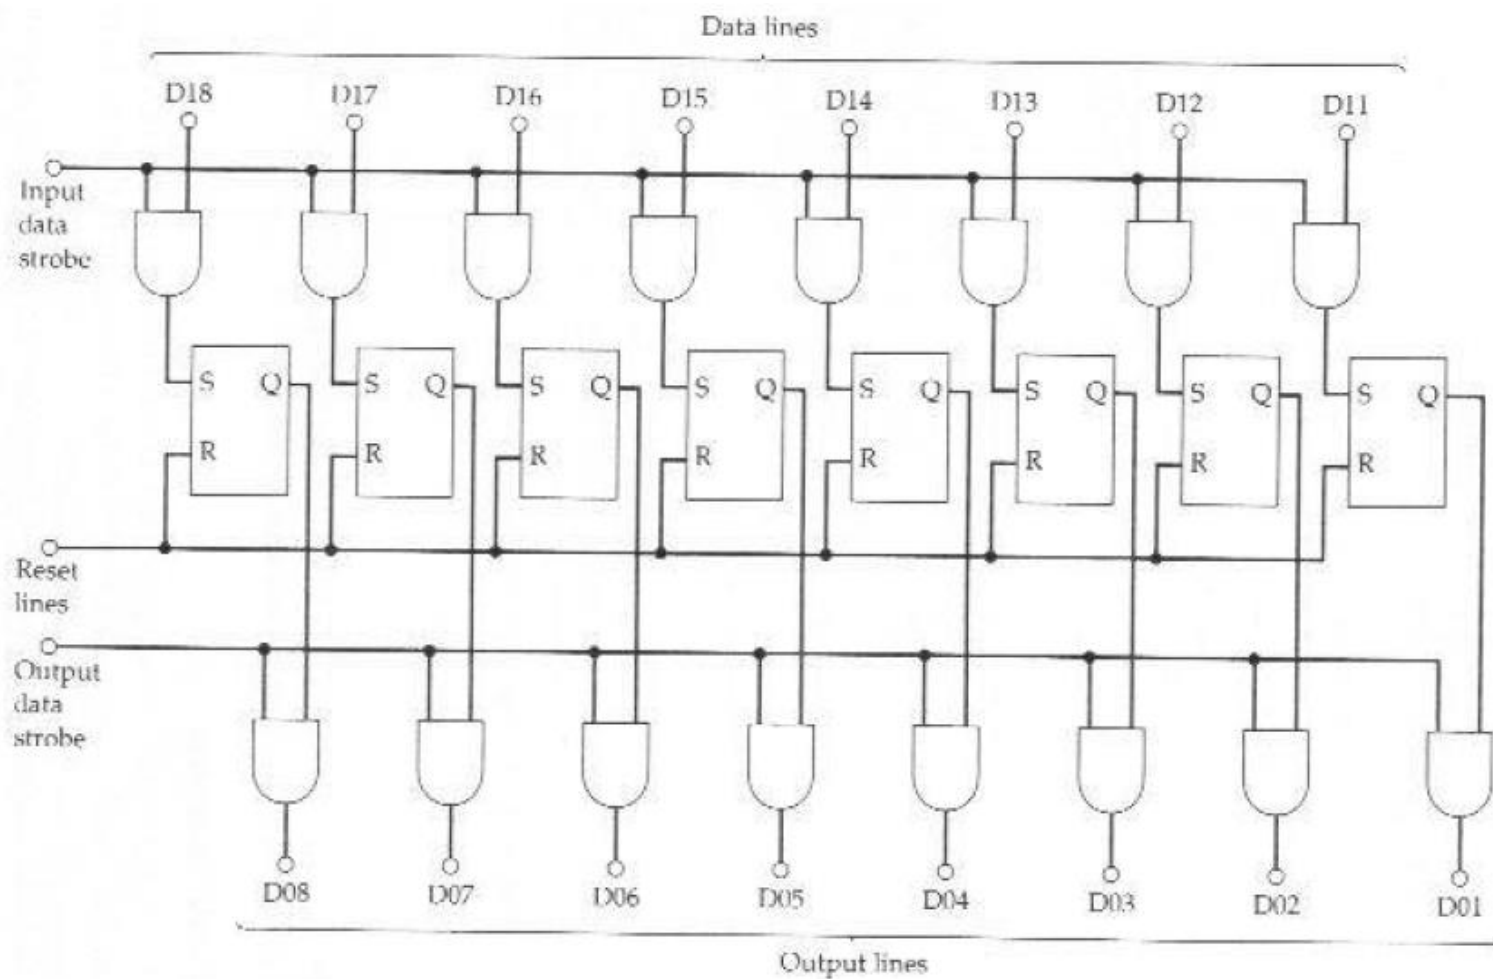 Data lines
D18 D17 D16 D15 D14 D13 D12 D11
Input
data
strobe
S Q S Q S Q S Q S Q S Q S Q S Q
R R R R R R R R
Reset
lines
Output
data
strobe
D08 D07 D06 D05 D04 D03 D02 D01
Output lines